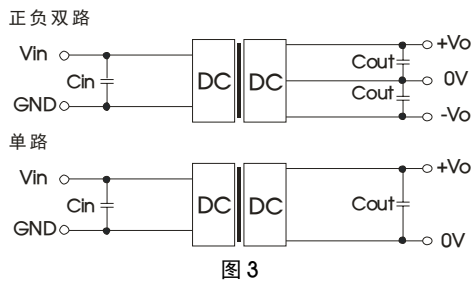 正负双路
Vin
Cin
GND
DC DC
Cout
Cout
+Vo
0V
-Vo
单路
Vin
Cin
GND
DC DC
Cout
+Vo
0V
图 3